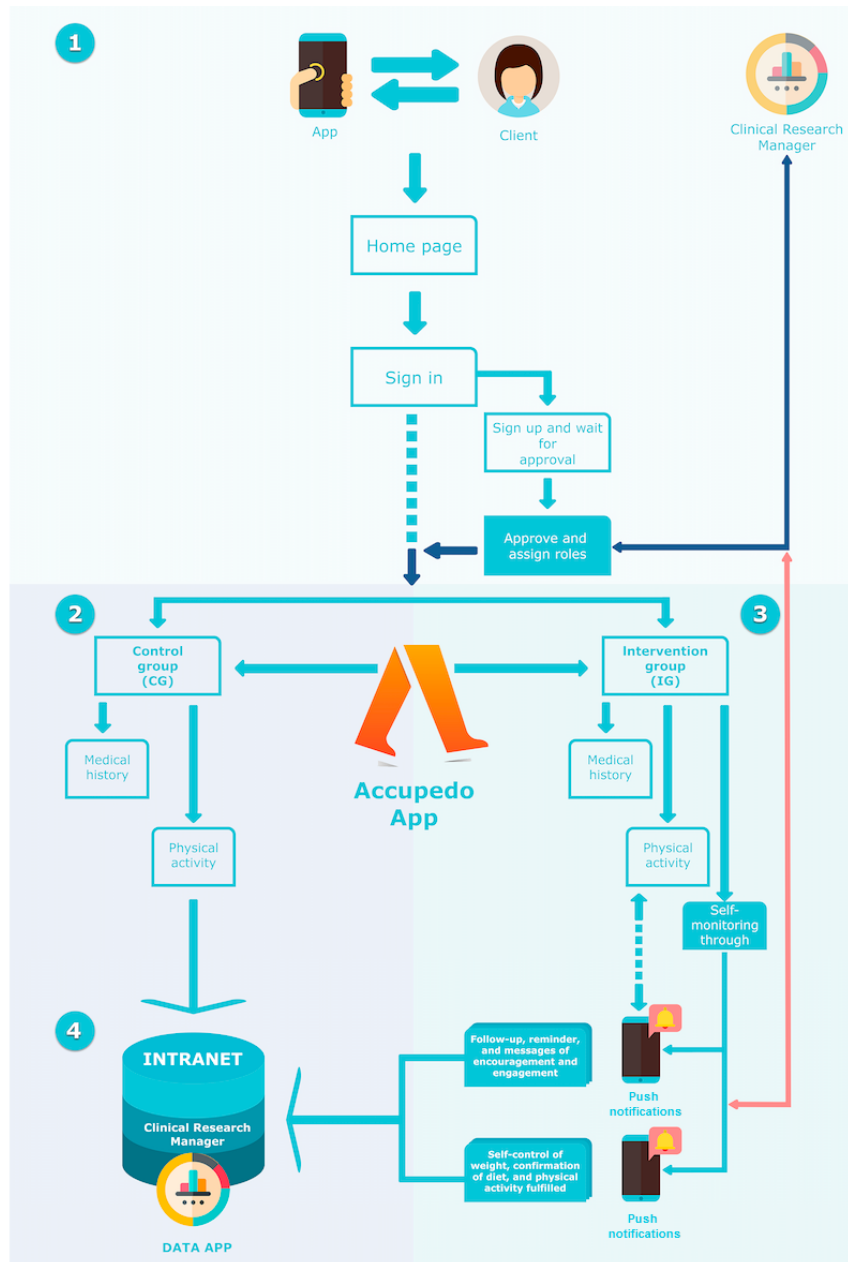 1
App
Client
Clinical Research
Manager
Home page
Sign in
Sign up and wait
for
approval
Approve and
assign roles
2
3
Control
group
(CG)
Intervention
group
(IG)
Medical
history
Accupedo
App
Medical
history
Physical
activity
Physical
activity
Self-
monitoring
through
4
INTRANET
Clinical Research
Manager
DATA APP
Follow-up, reminder,
and messages of
encouragement and
engagement
Push
notifications
Self-control of
weight, confirmation
of diet, and physical
activity fulfilled
Push
notifications